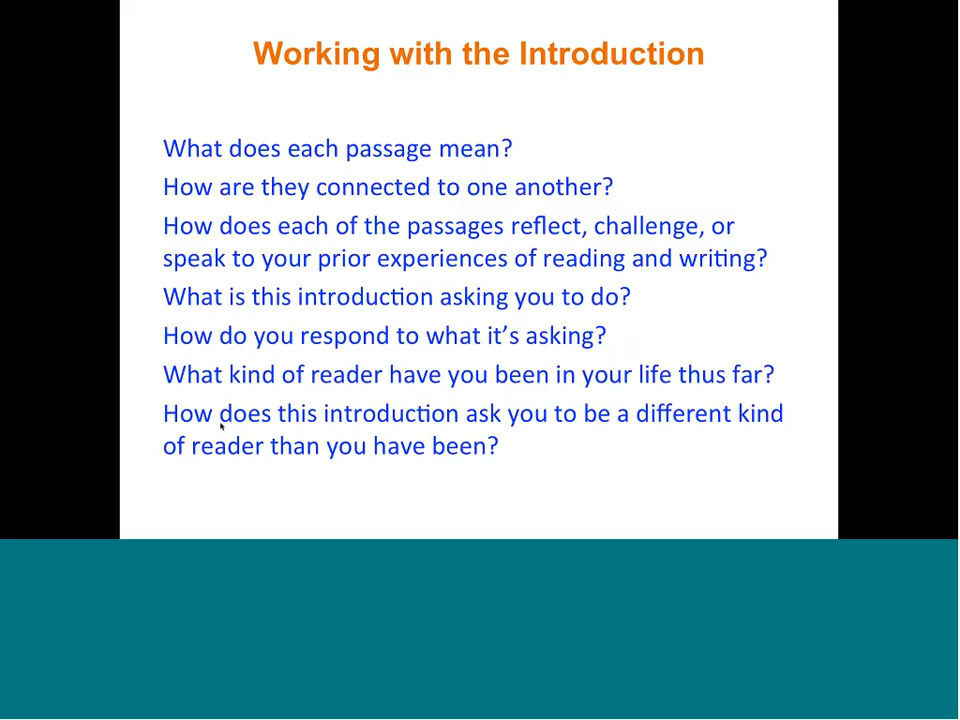 Working with the Introduction
What does each passage mean?
How are they connected to one another?
How does each of the passages reflect, challenge, or
speak to your prior experiences of reading and writing?
What is this introduction asking you to do?
How do you respond to what it’s asking?
What kind of reader have you been in your life thus far?
How does this introduction ask you to be a different kind
of reader than you have been?